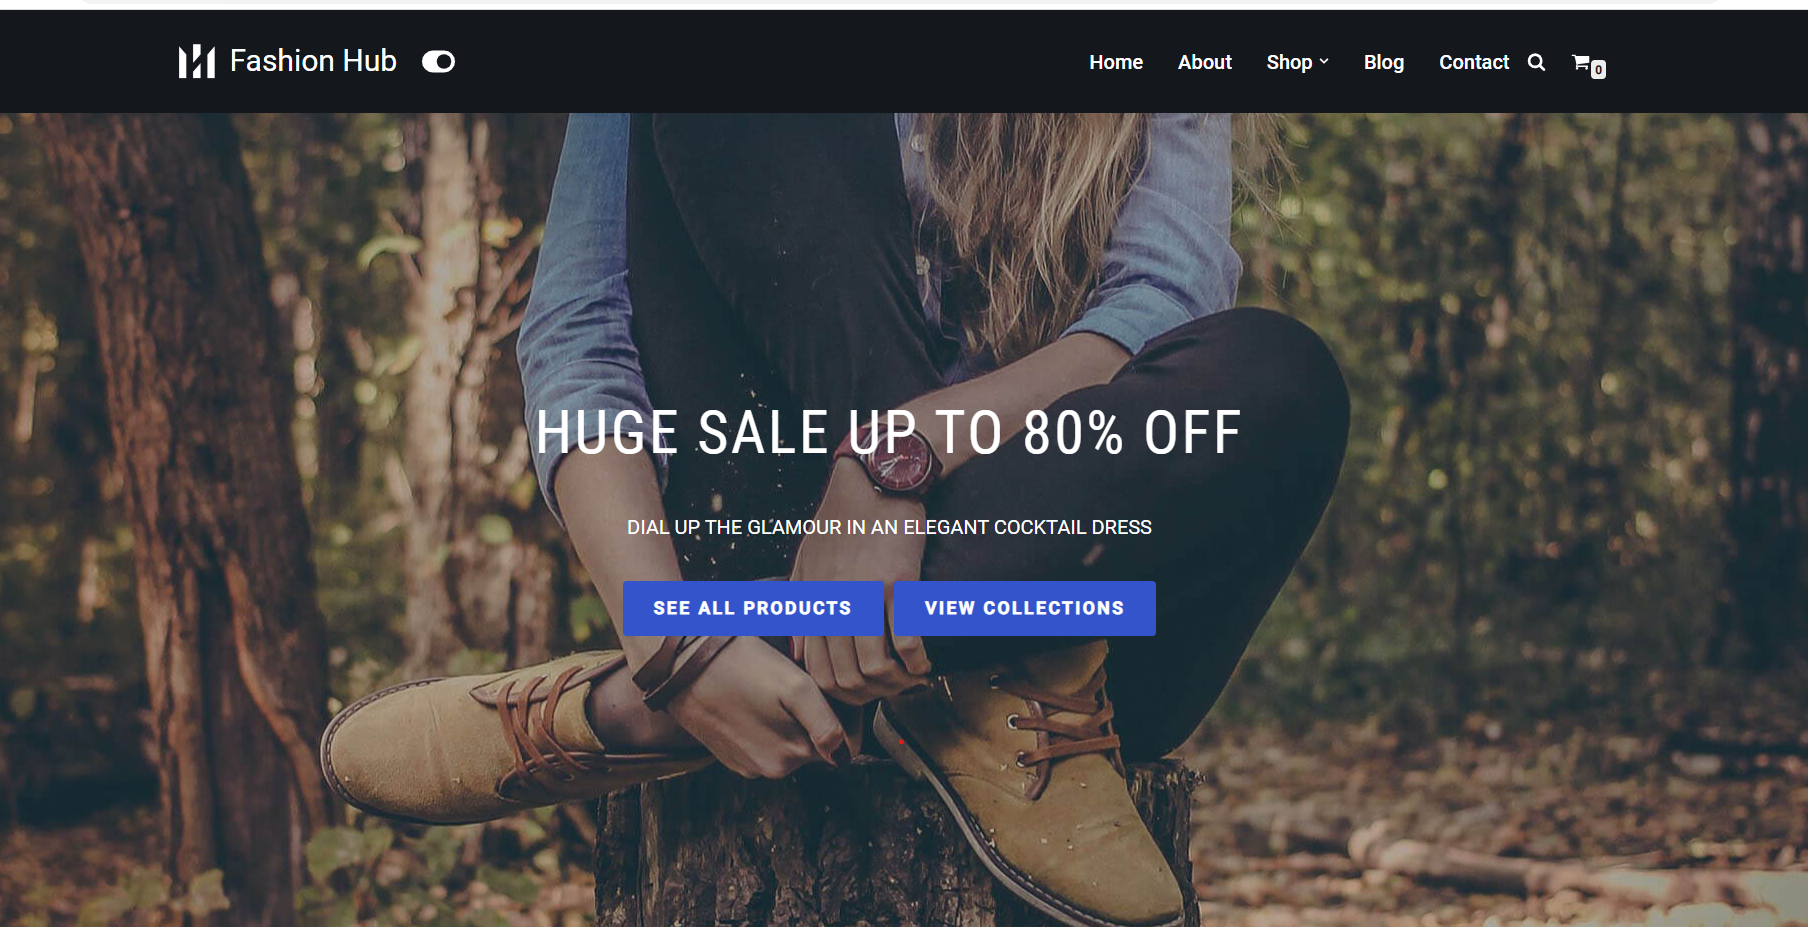 Fashion Hub
Home About Shop Blog Contact 0
HUGE SALE UP TO 80% OFF
DIAL UP THE GLAMOUR IN AN ELEGANT COCKTAIL DRESS
SEE ALL PRODUCTS VIEW COLLECTIONS